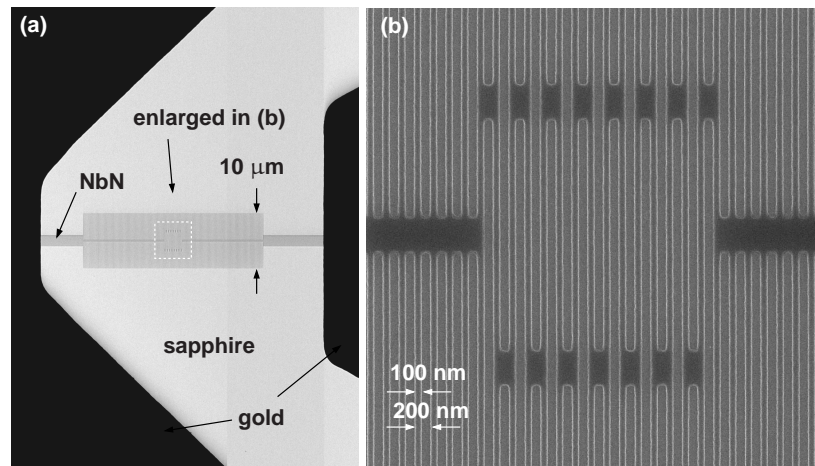 (a)
enlarged in (b)
10 μm
NbN
sapphire
gold
(b)
100 nm
200 nm